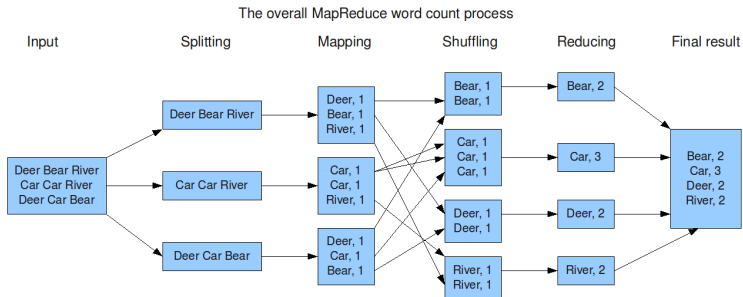 The overall MapReduce word count process
Input
Splitting
Mapping
Shuffling
Reducing
Final result
Deer Bear River
Car Car River
Deer Car Bear
Deer Bear River
Car Car River
Deer Car Bear
Deer, 1
Bear, 1
River, 1
Car, 1
Car, 1
River, 1
Deer, 1
Car, 1
Bear, 1
Bear, 1
Bear, 1
Car, 1
Car, 1
Car, 1
Deer, 1
Deer, 1
River, 1
River, 1
Bear, 2
Car, 3
Deer, 2
River, 2
Bear, 2
Car, 3
Deer, 2
River, 2